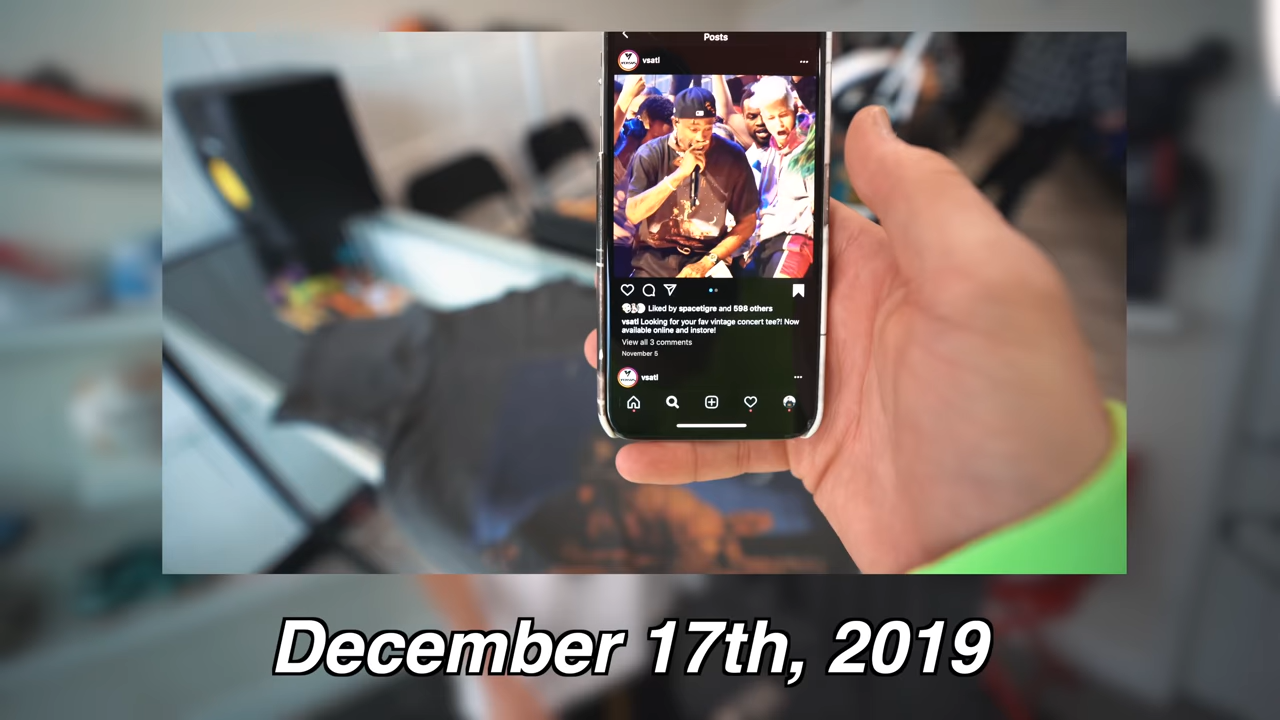 Posts
vsatl
Liked by spacetigre and 598 others
vsatl Looking for your fav vintage concert tee?! Now
available online and instore!
View all 3 comments
November 5
vsatl
December 17th, 2019